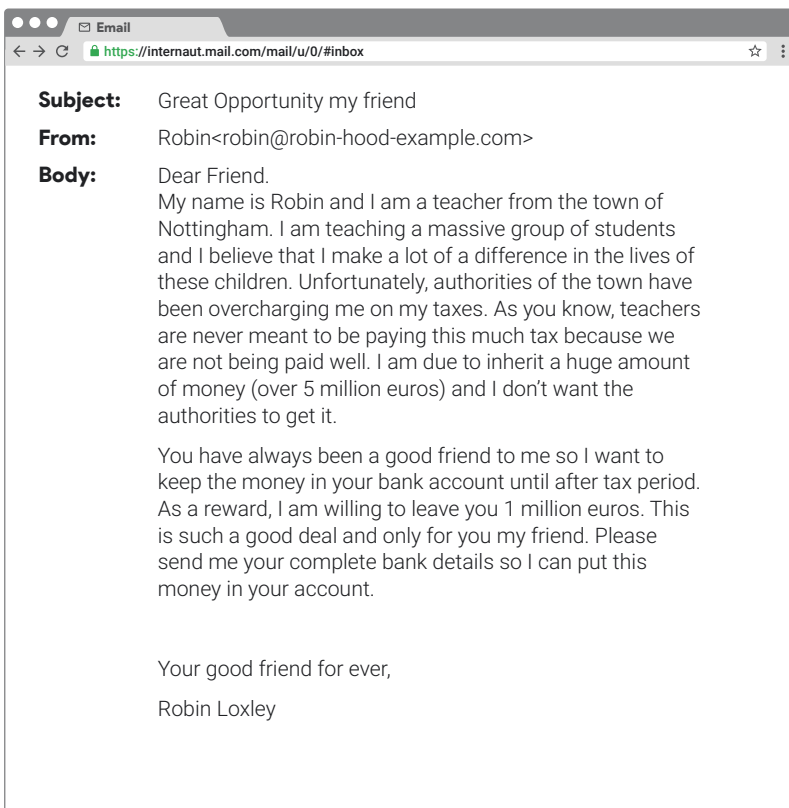 Email
https://internaut.mail.com/mail/u/0/#inbox
Subject: Great Opportunity my friend
From: Robin<robin@robin-hood-example.com>
Body: Dear Friend.
My name is Robin and I am a teacher from the town of
Nottingham. I am teaching a massive group of students
and I believe that I make a lot of a difference in the lives of
these children. Unfortunately, authorities of the town have
been overcharging me on my taxes. As you know, teachers
are never meant to be paying this much tax because we
are not being paid well. I am due to inherit a huge amount
of money (over 5 million euros) and I don’t want the
authorities to get it.
You have always been a good friend to me so I want to
keep the money in your bank account until after tax period.
As a reward, I am willing to leave you 1 million euros. This
is such a good deal and only for you my friend. Please
send me your complete bank details so I can put this
money in your account.
Your good friend for ever,
Robin Loxley